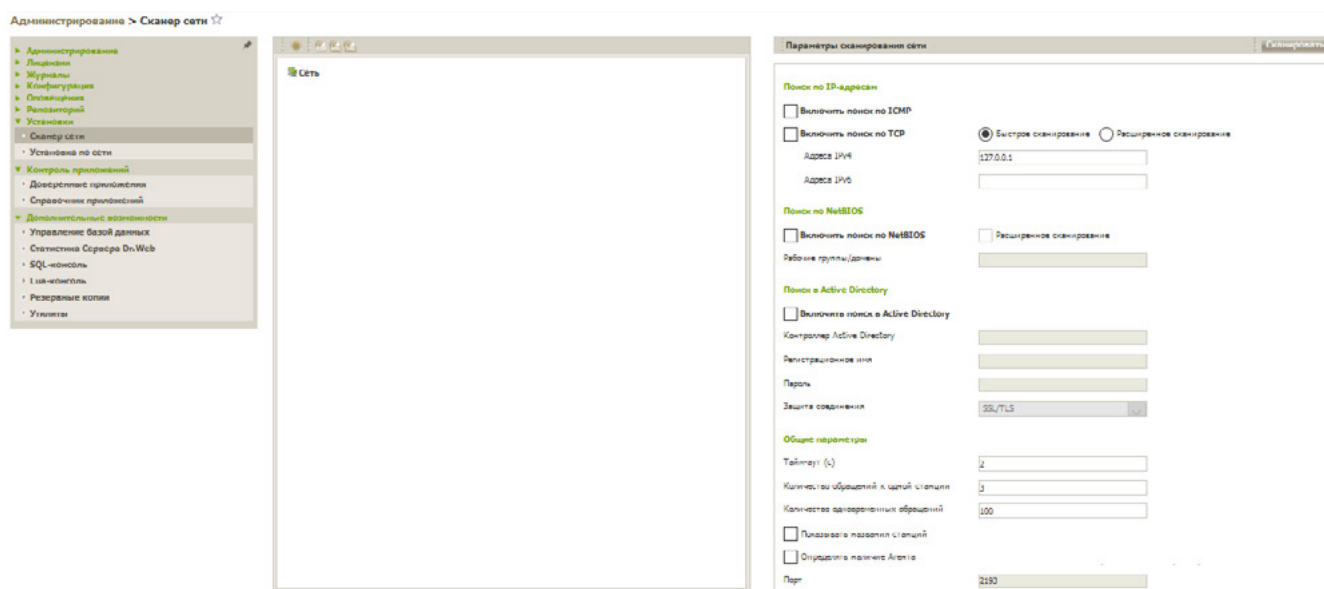 Администрирование > Сканер сети
Администрирование
Лицензии
Журналы
Конфигурация
Оповещения
Репозиторий
Установки
Сканер сети
Установка по сети
Контроль приложений
Доверенные приложения
Справочник приложений
Дополнительные возможности
Управление базой данных
Статистика Сервера Dr.Web
SQL-консоль
Lua-консоль
Резервные копии
Утилиты
Сеть
Параметры сканирования сети
Сканировать
Поиск по IP-адресам
Включить поиск по ICMP
Включить поиск по TCP Быстрое сканирование Расширенное сканирование
Адреса IPv4 127.0.0.1
Адреса IPv6
Поиск по NetBIOS
Включить поиск по NetBIOS Расширенное сканирование
Рабочие группы/домены
Поиск в Active Directory
Включить поиск в Active Directory
Контроллер Active Directory
Регистрационное имя
Пароль
Защита соединения SSL/TLS
Общие параметры
Тайм-аут (с) 2
Количество обращений к одной станции 3
Количество одновременных обращений 100
Показывать названия станций
Определять наличие Агента
Порт 2193